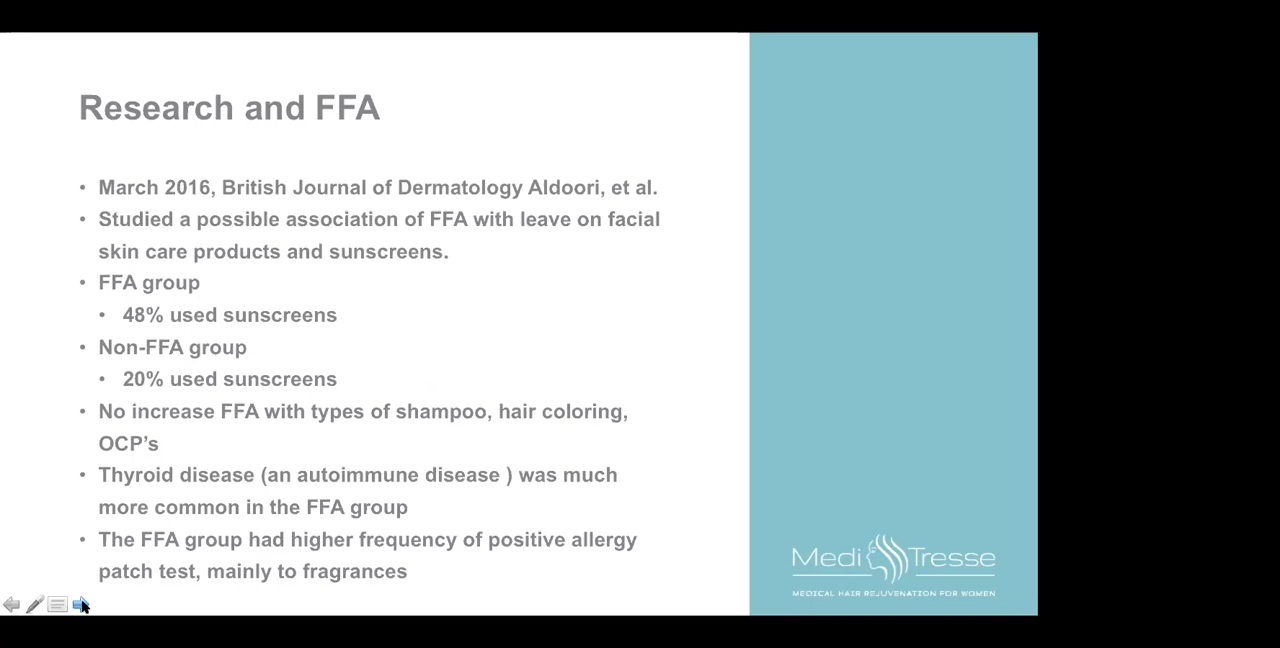 Research and FFA
• March 2016, British Journal of Dermatology Aldoori, et al.
• Studied a possible association of FFA with leave on facial
skin care products and sunscreens.
• FFA group
• 48% used sunscreens
• Non-FFA group
• 20% used sunscreens
• No increase FFA with types of shampoo, hair coloring,
OCP's
• Thyroid disease (an autoimmune disease ) was much
more common in the FFA group
• The FFA group had higher frequency of positive allergy
patch test, mainly to fragrances
Medi Tresse
MEDICAL HAIR REJUVENATION FOR WOMEN